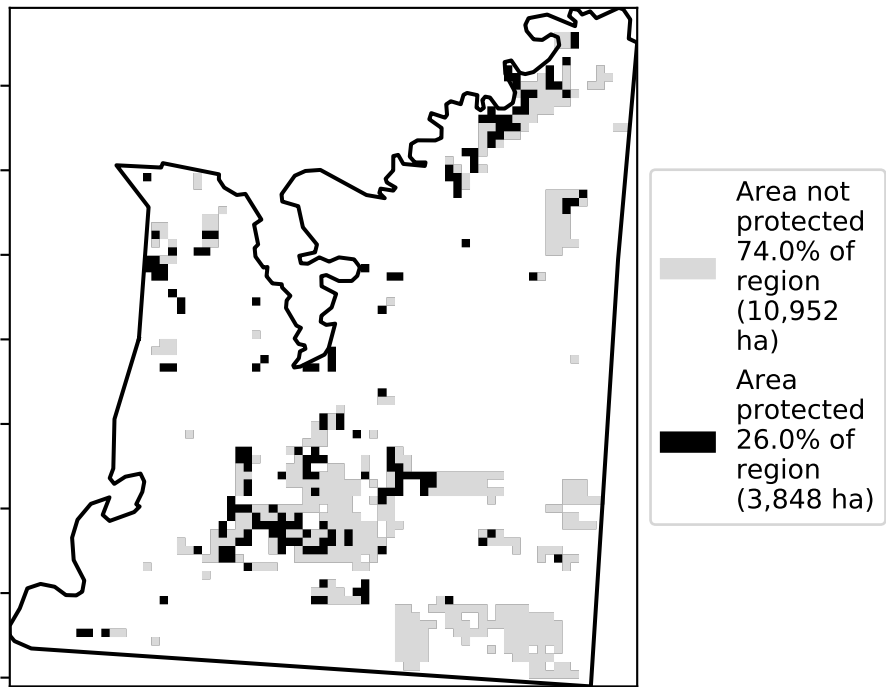 Area not
protected
74.0% of
region
(10,952
ha)
Area
protected
26.0% of
region
(3,848 ha)